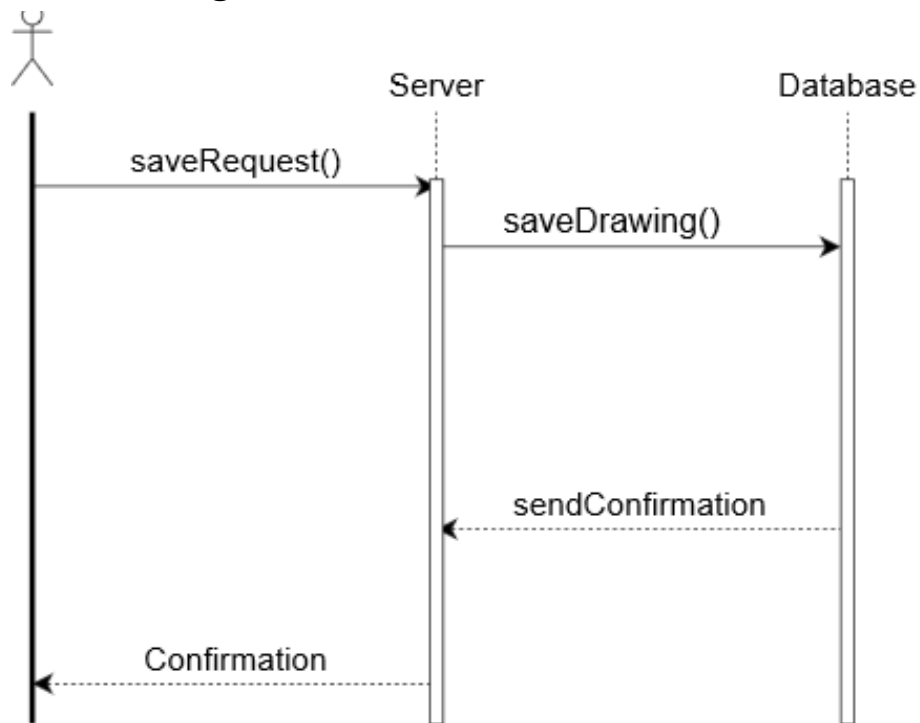 Server
Database
saveRequest()
saveDrawing()
sendConfirmation
Confirmation